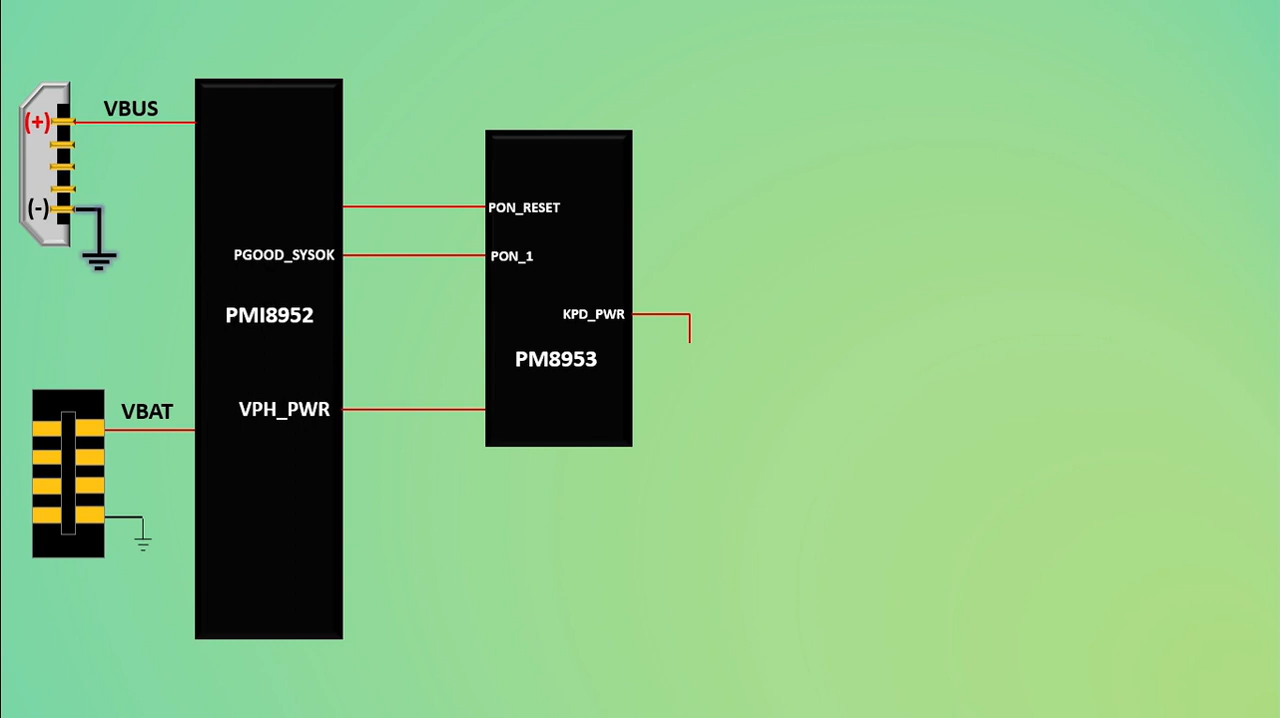 VBUS
(+)
(-)
PON_RESET
PGOOD_SYSOK
PON_1
PMI8952
KPD_PWR
PM8953
VBAT
VPH_PWR